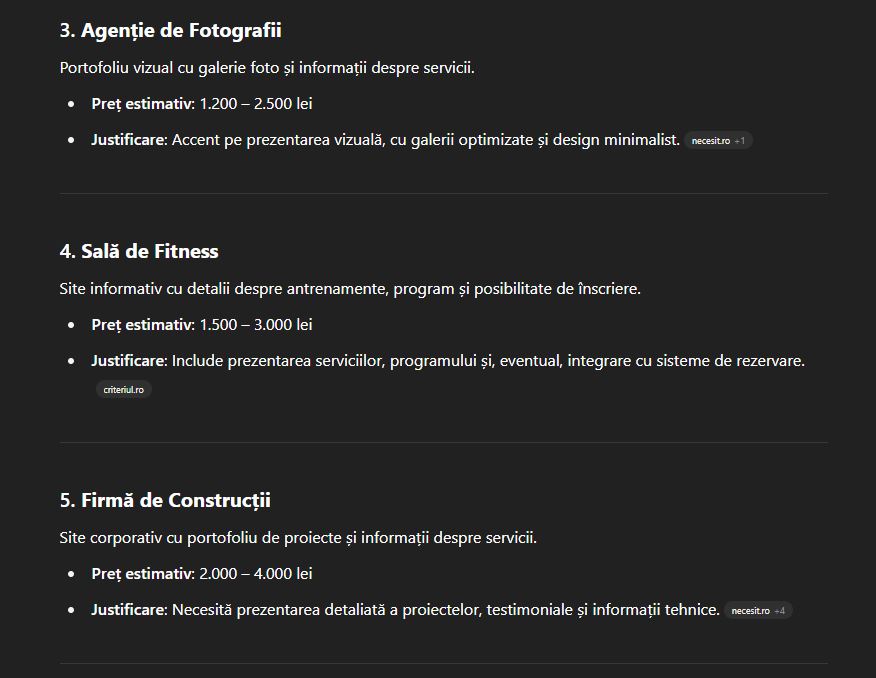 3. Agenție de Fotografii
Portofoliu vizual cu galerie foto și informații despre servicii.
• Preț estimativ: 1.200 – 2.500 lei
• Justificare: Accent pe prezentarea vizuală, cu galerii optimizate și design minimalist. necesit.ro +1
4. Sală de Fitness
Site informativ cu detalii despre antrenamente, program și posibilitate de înscriere.
• Preț estimativ: 1.500 – 3.000 lei
• Justificare: Include prezentarea serviciilor, programului și, eventual, integrare cu sisteme de rezervare.
criteriul.ro
5. Firmă de Construcții
Site corporativ cu portofoliu de proiecte și informații despre servicii.
• Preț estimativ: 2.000 – 4.000 lei
• Justificare: Necesită prezentarea detaliată a proiectelor, testimoniale și informații tehnice. necesit.ro +4